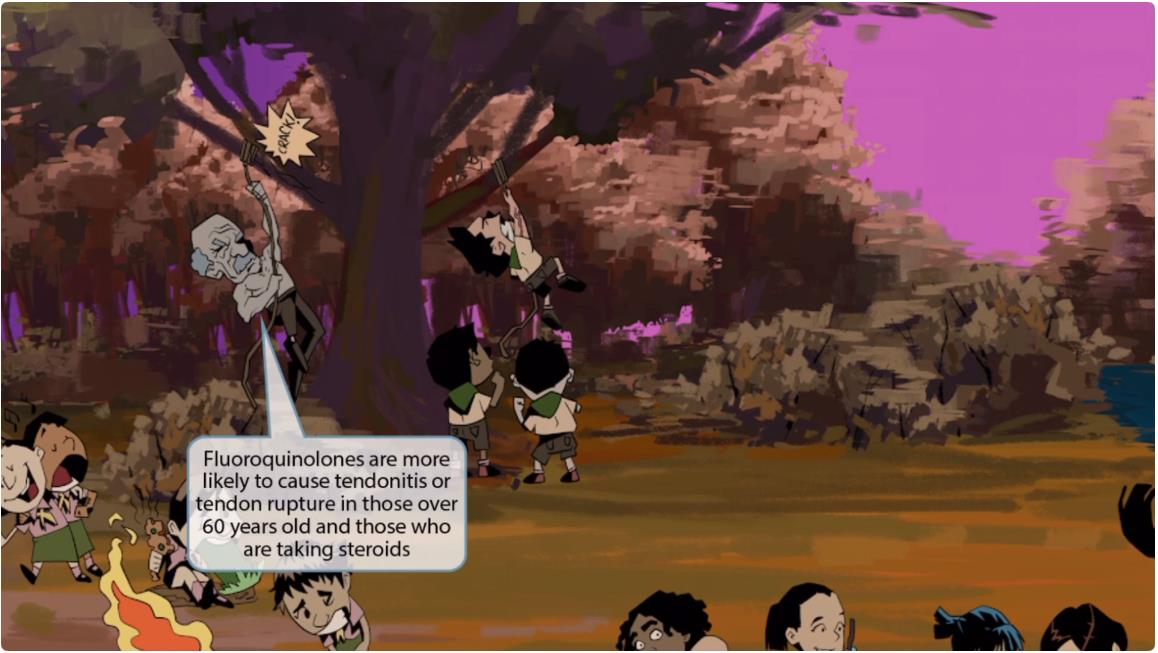 CRACK!
Fluoroquinolones are more
likely to cause tendonitis or
tendon rupture in those over
60 years old and those who
are taking steroids